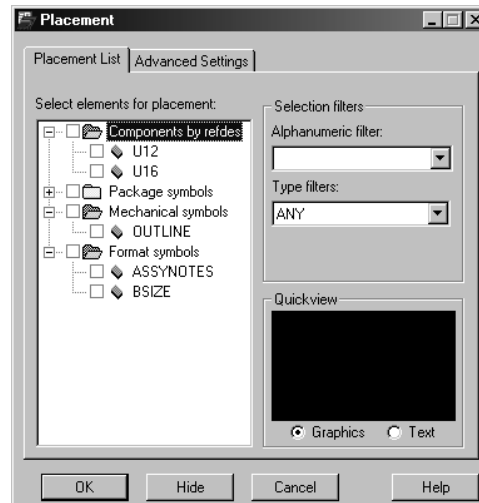 Placement
Placement List
Advanced Settings
Select elements for placement:
Components by refdes
U12
U16
Package symbols
Mechanical symbols
OUTLINE
Format symbols
ASSYNOTES
BSIZE
Selection filters
Alphanumeric filter:
Type filters:
ANY
Quickview
Graphics
Text
OK
Hide
Cancel
Help